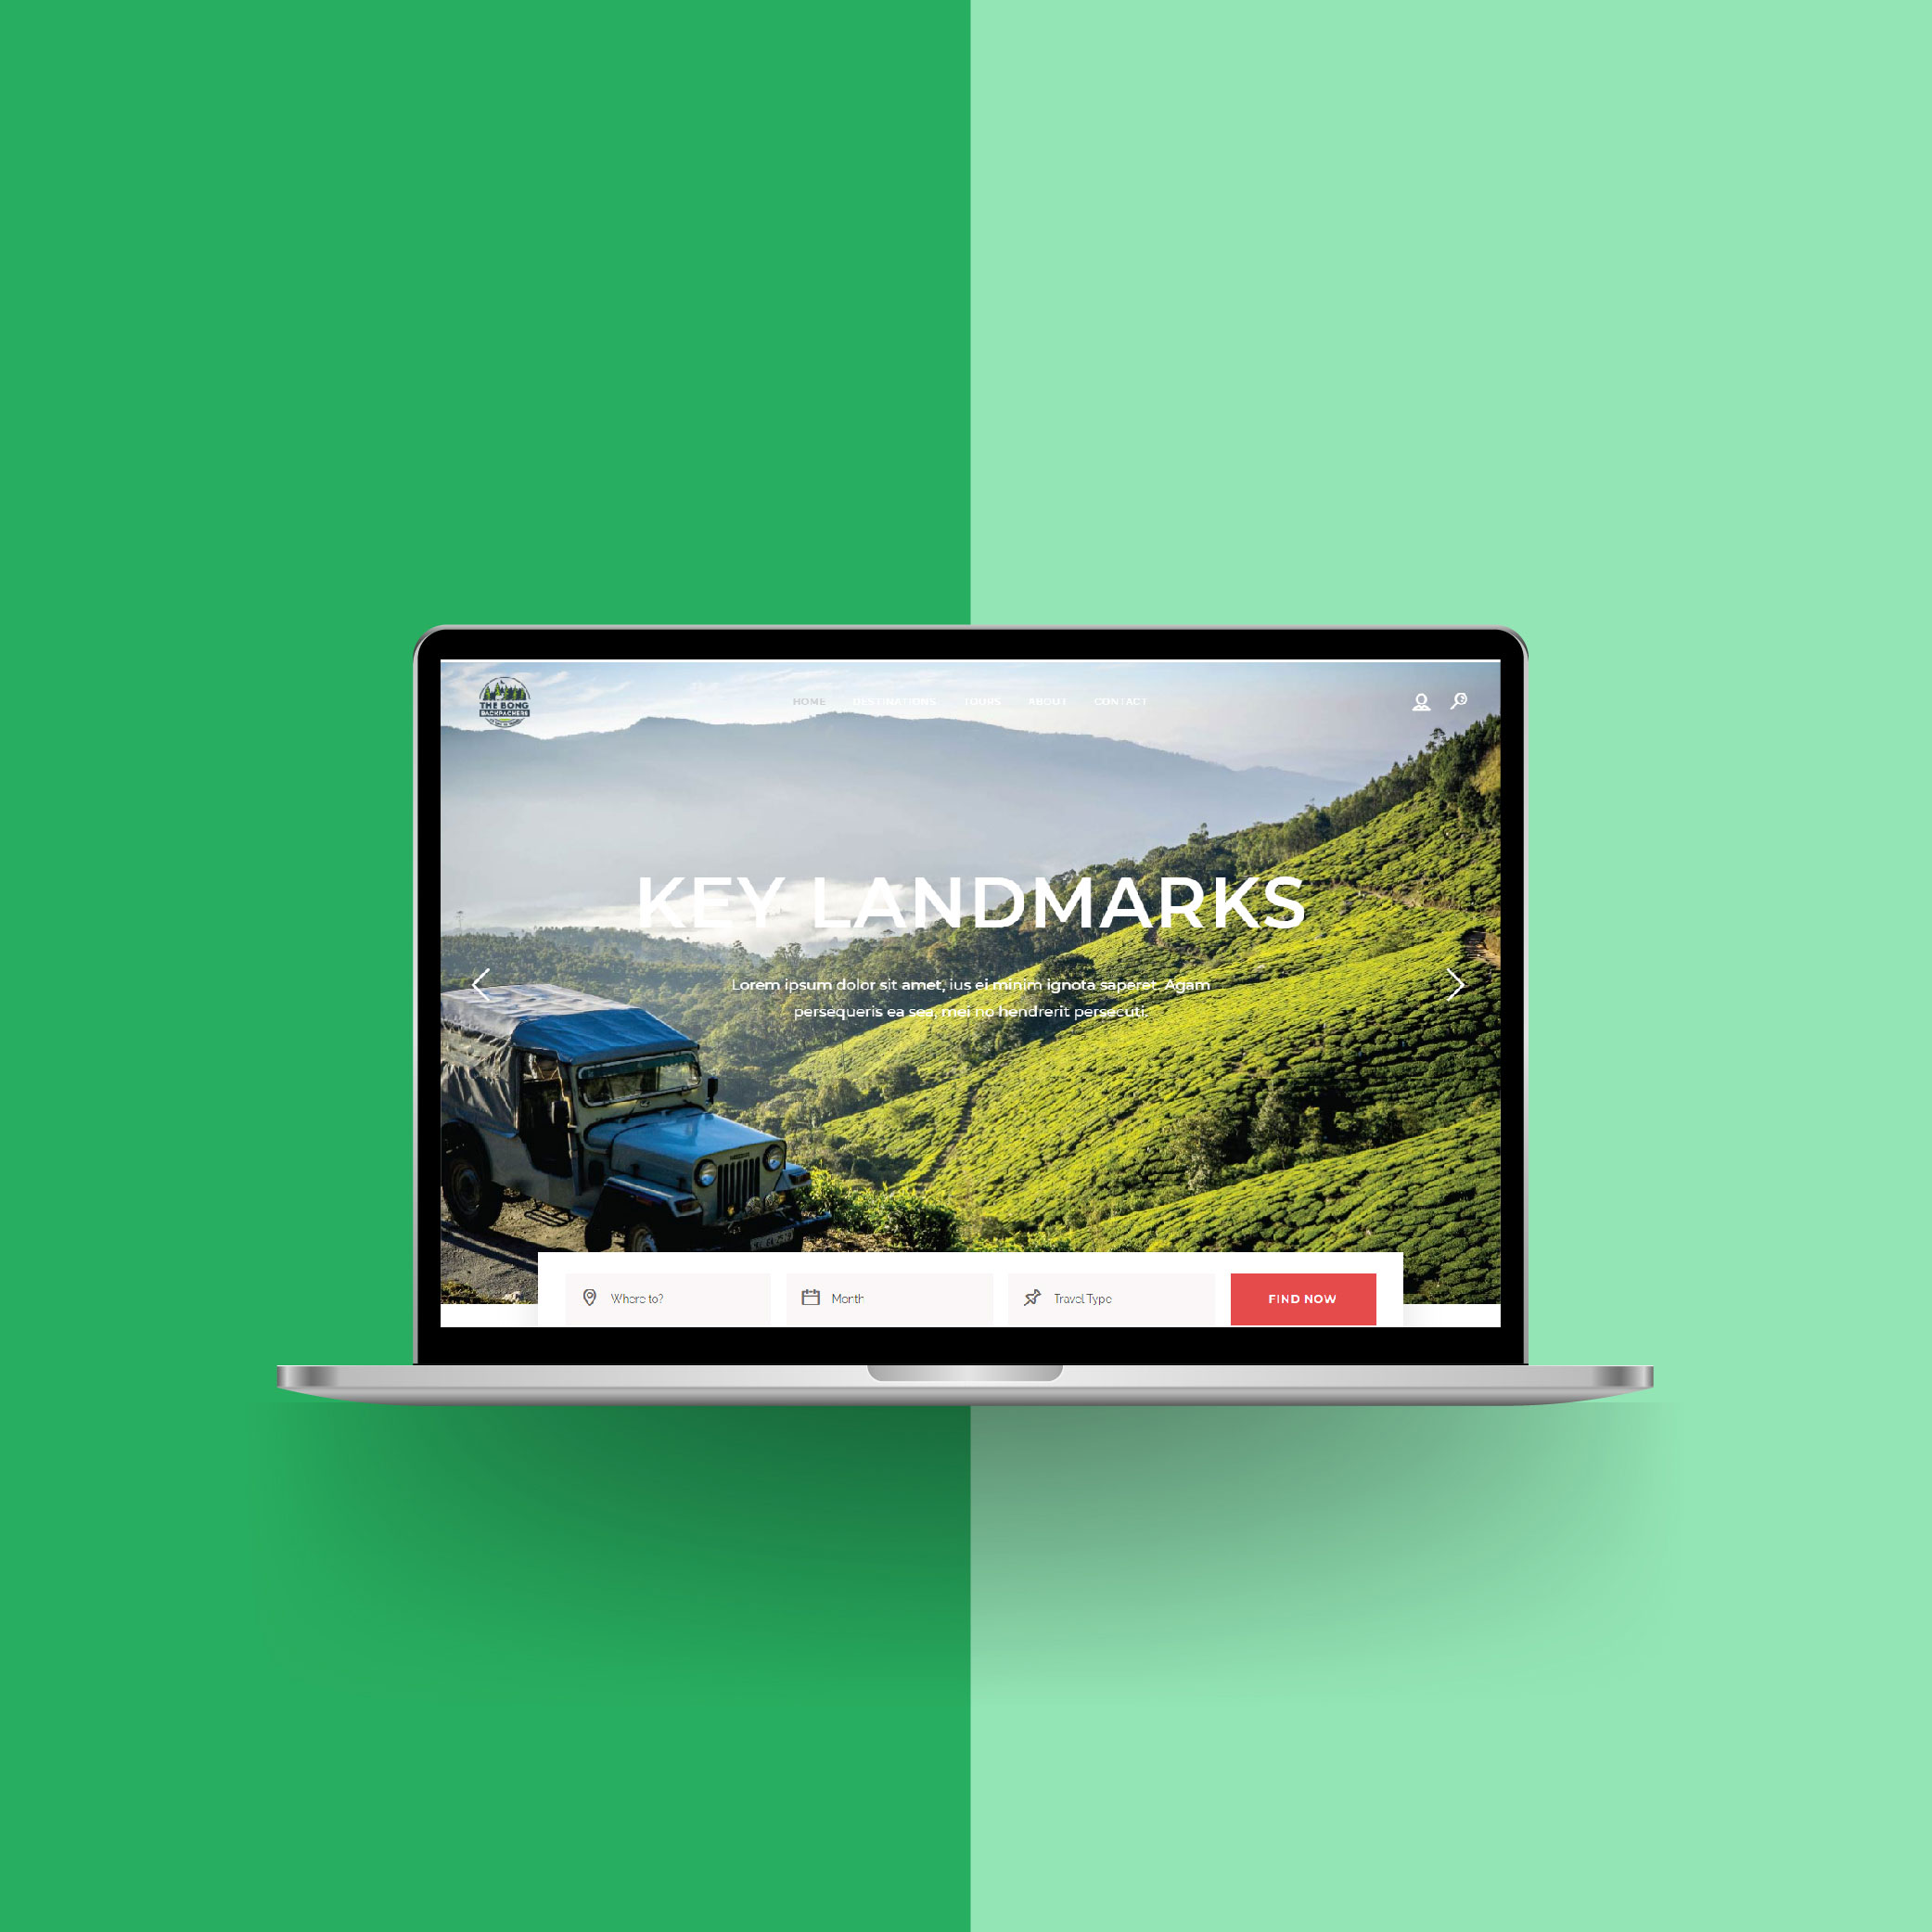 THE BONG
BACKPACKERS
HOME DESTINATIONS TOURS ABOUT CONTACT
KEY LANDMARKS
Lorem ipsum dolor sit amet, ius ei minim ignota saperet. Agam
persequeris ea sea, mei no hendrerit persecuti.
Where to? Month Travel Type FIND NOW